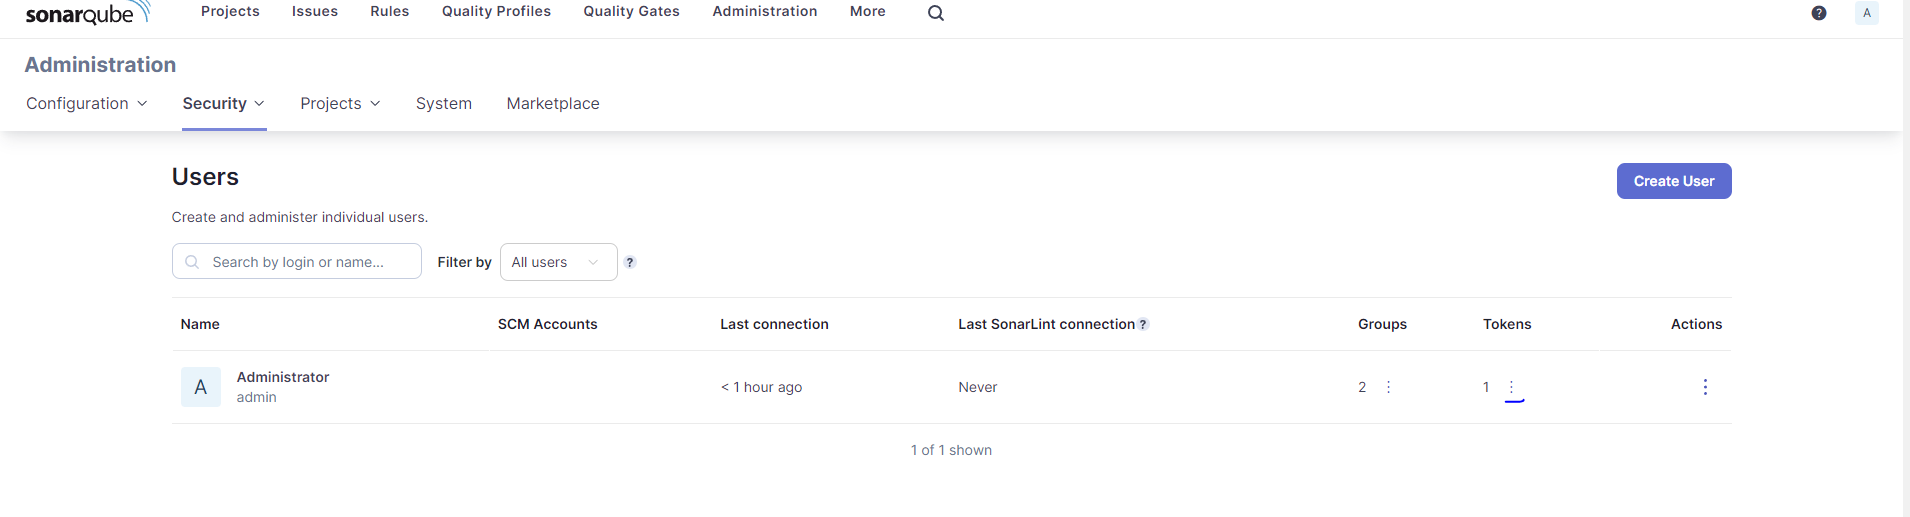 sonarqube Projects Issues Rules Quality Profiles Quality Gates Administration More ? A
Administration
Configuration Security Projects System Marketplace
Users
Create User
Create and administer individual users.
Search by login or name... Filter by All users ?
Name SCM Accounts Last connection Last SonarLint connection ? Groups Tokens Actions
A Administrator
admin
< 1 hour ago Never 2 1
1 of 1 shown